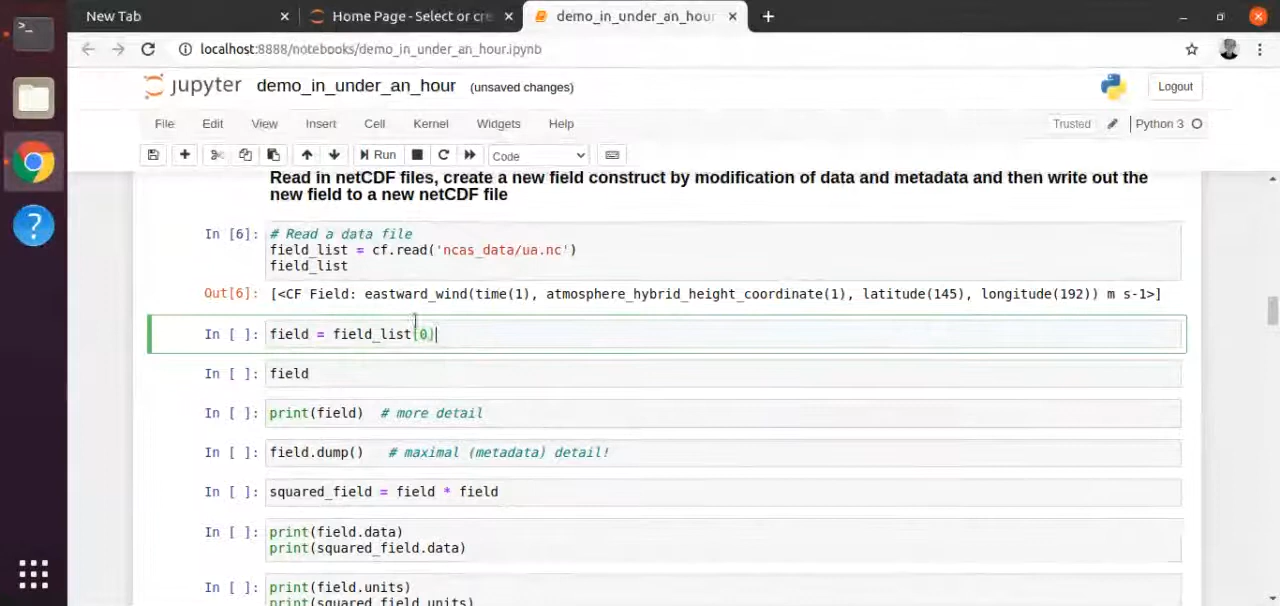 New Tab
Home Page - Select or cre
demo_in_under_an_hour
localhost:8888/notebooks/demo_in_under_an_hour.ipynb
jupyter demo_in_under_an_hour (unsaved changes)
Logout
File Edit View Insert Cell Kernel Widgets Help
Trusted Python 3
Run Code
Read in netCDF files, create a new field construct by modification of data and metadata and then write out the
new field to a new netCDF file
In [6]: # Read a data file
field_list = cf.read('ncas_data/ua.nc')
field_list
Out[6]: [<CF Field: eastward_wind(time(1), atmosphere_hybrid_height_coordinate(1), latitude(145), longitude(192)) m s-1>]
In [ ]: field = field_list[0]
In [ ]: field
In [ ]: print(field) # more detail
In [ ]: field.dump() # maximal (metadata) detail!
In [ ]: squared_field = field * field
In [ ]: print(field.data)
print(squared_field.data)
In [ ]: print(field.units)
print(squared_field.units)